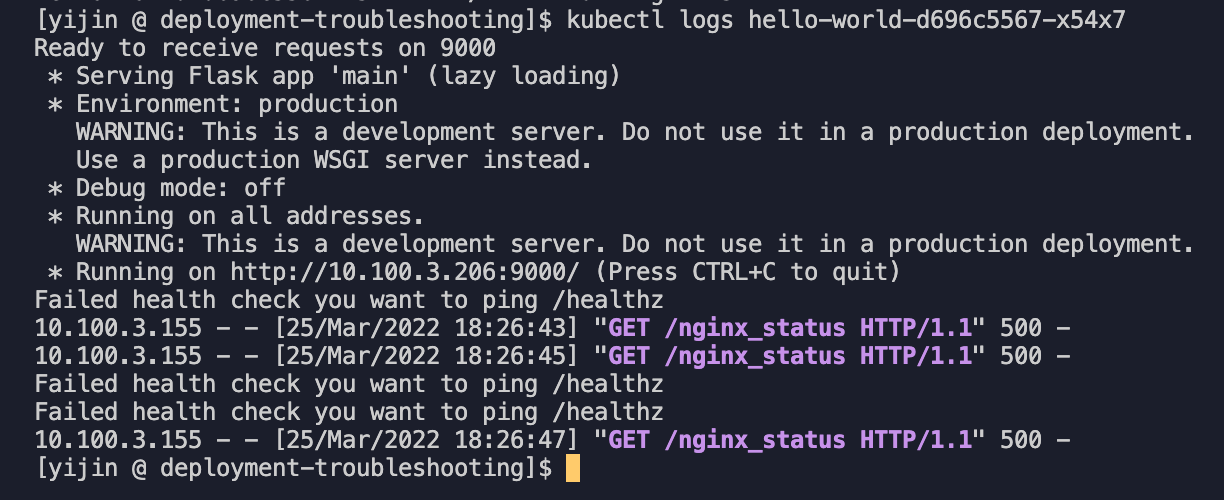 [yijin @ deployment-troubleshooting]$ kubectl logs hello-world-d696c5567-x54x7
Ready to receive requests on 9000
 * Serving Flask app 'main' (lazy loading)
 * Environment: production
   WARNING: This is a development server. Do not use it in a production deployment.
   Use a production WSGI server instead.
 * Debug mode: off
 * Running on all addresses.
   WARNING: This is a development server. Do not use it in a production deployment.
 * Running on http://10.100.3.206:9000/ (Press CTRL+C to quit)
Failed health check you want to ping /healthz
10.100.3.155 - - [25/Mar/2022 18:26:43] "GET /nginx_status HTTP/1.1" 500 -
10.100.3.155 - - [25/Mar/2022 18:26:45] "GET /nginx_status HTTP/1.1" 500 -
Failed health check you want to ping /healthz
Failed health check you want to ping /healthz
10.100.3.155 - - [25/Mar/2022 18:26:47] "GET /nginx_status HTTP/1.1" 500 -
[yijin @ deployment-troubleshooting]$